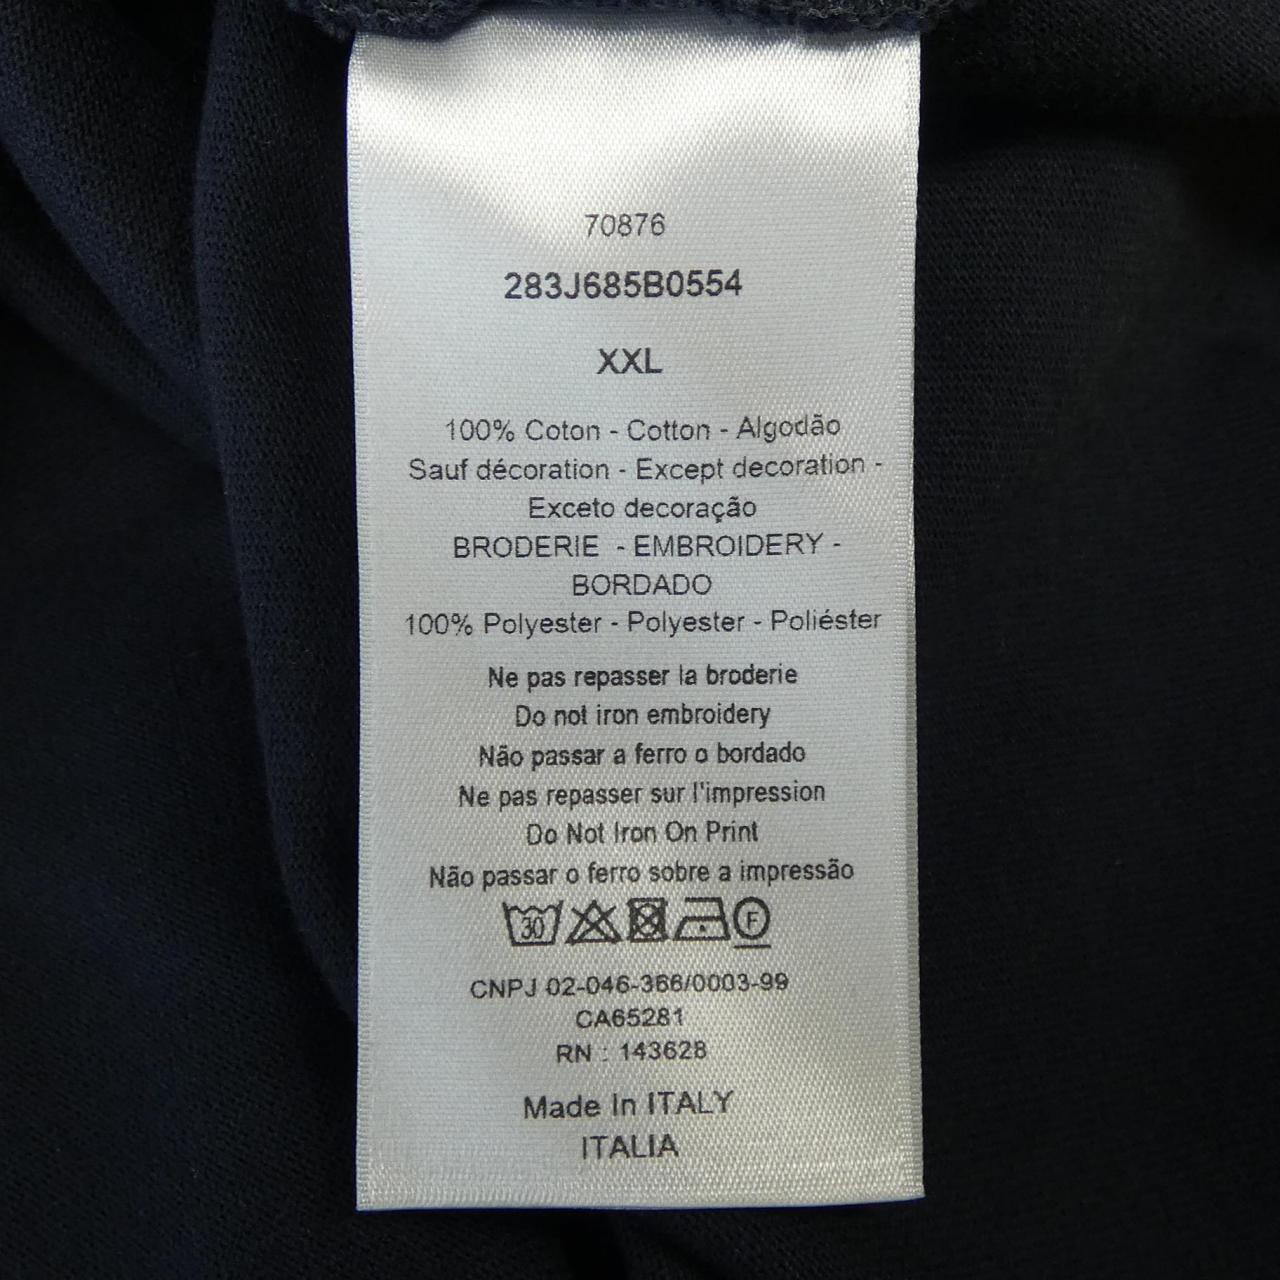 70876
283J685B0554
XXL
100% Coton - Cotton - Algodão
Sauf décoration - Except decoration -
Exceto decoração
BRODERIE - EMBROIDERY -
BORDADO
100% Polyester - Polyester - Poliéster
Ne pas repasser la broderie
Do not iron embroidery
Não passar a ferro o bordado
Ne pas repasser sur l'impression
Do Not Iron On Print
Não passar o ferro sobre a impressão
30 F
CNPJ 02-046-366/0003-99
CA65281
RN : 143628
Made In ITALY
ITALIA